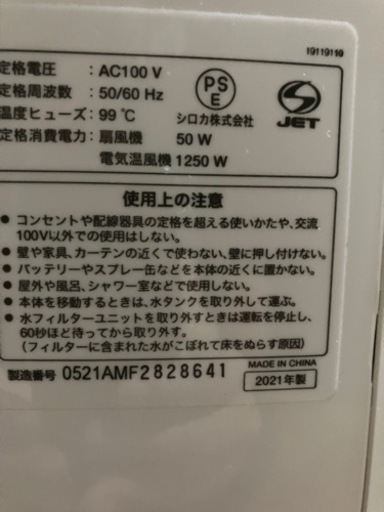 19119110
定格電圧 : AC100 V
定格周波数 : 50/60 Hz
温度ヒューズ : 99 ℃
定格消費電力 : 扇風機 50 W
電気温風機 1250 W
PS
E
シロカ株式会社
JET
使用上の注意
● コンセントや配線器具の定格を超える使いかたや、交流
100V以外での使用はしない。
● 壁や家具、カーテンの近くで使わない、壁に押し付けない。
● バッテリーやスプレー缶などを本体の近くに置かない。
● 屋外や風呂、シャワー室などで使用しない。
● 本体を移動するときは、水タンクを取り外して運ぶ。
● 水フィルターユニットを取り外すときは運転を停止し、
60秒ほど待ってから取り外す。
(フィルターに含まれた水がこぼれて床をぬらす原因)
製造番号 0521AMF2828641
MADE IN CHINA
2021年製